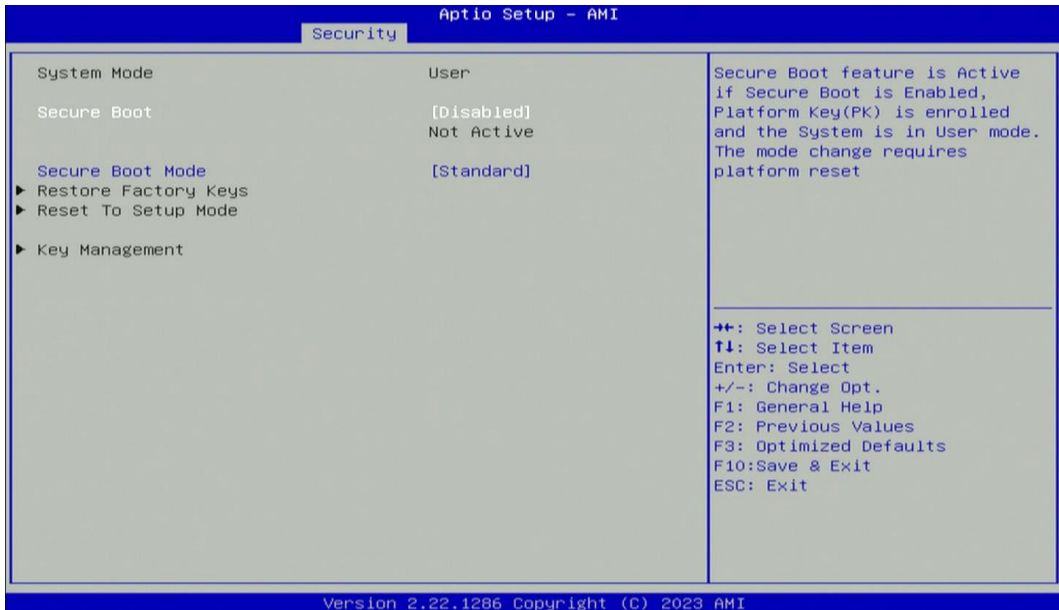 Aptio Setup – AMI
Security
System Mode User
Secure Boot [Disabled]
Not Active
Secure Boot Mode [Standard]
▶ Restore Factory Keys
▶ Reset To Setup Mode
▶ Key Management
Secure Boot feature is Active
if Secure Boot is Enabled,
Platform Key(PK) is enrolled
and the System is in User mode.
The mode change requires
platform reset
→←: Select Screen
↑↓: Select Item
Enter: Select
+/-: Change Opt.
F1: General Help
F2: Previous Values
F3: Optimized Defaults
F10:Save & Exit
ESC: Exit
Version 2.22.1286 Copyright (C) 2023 AMI